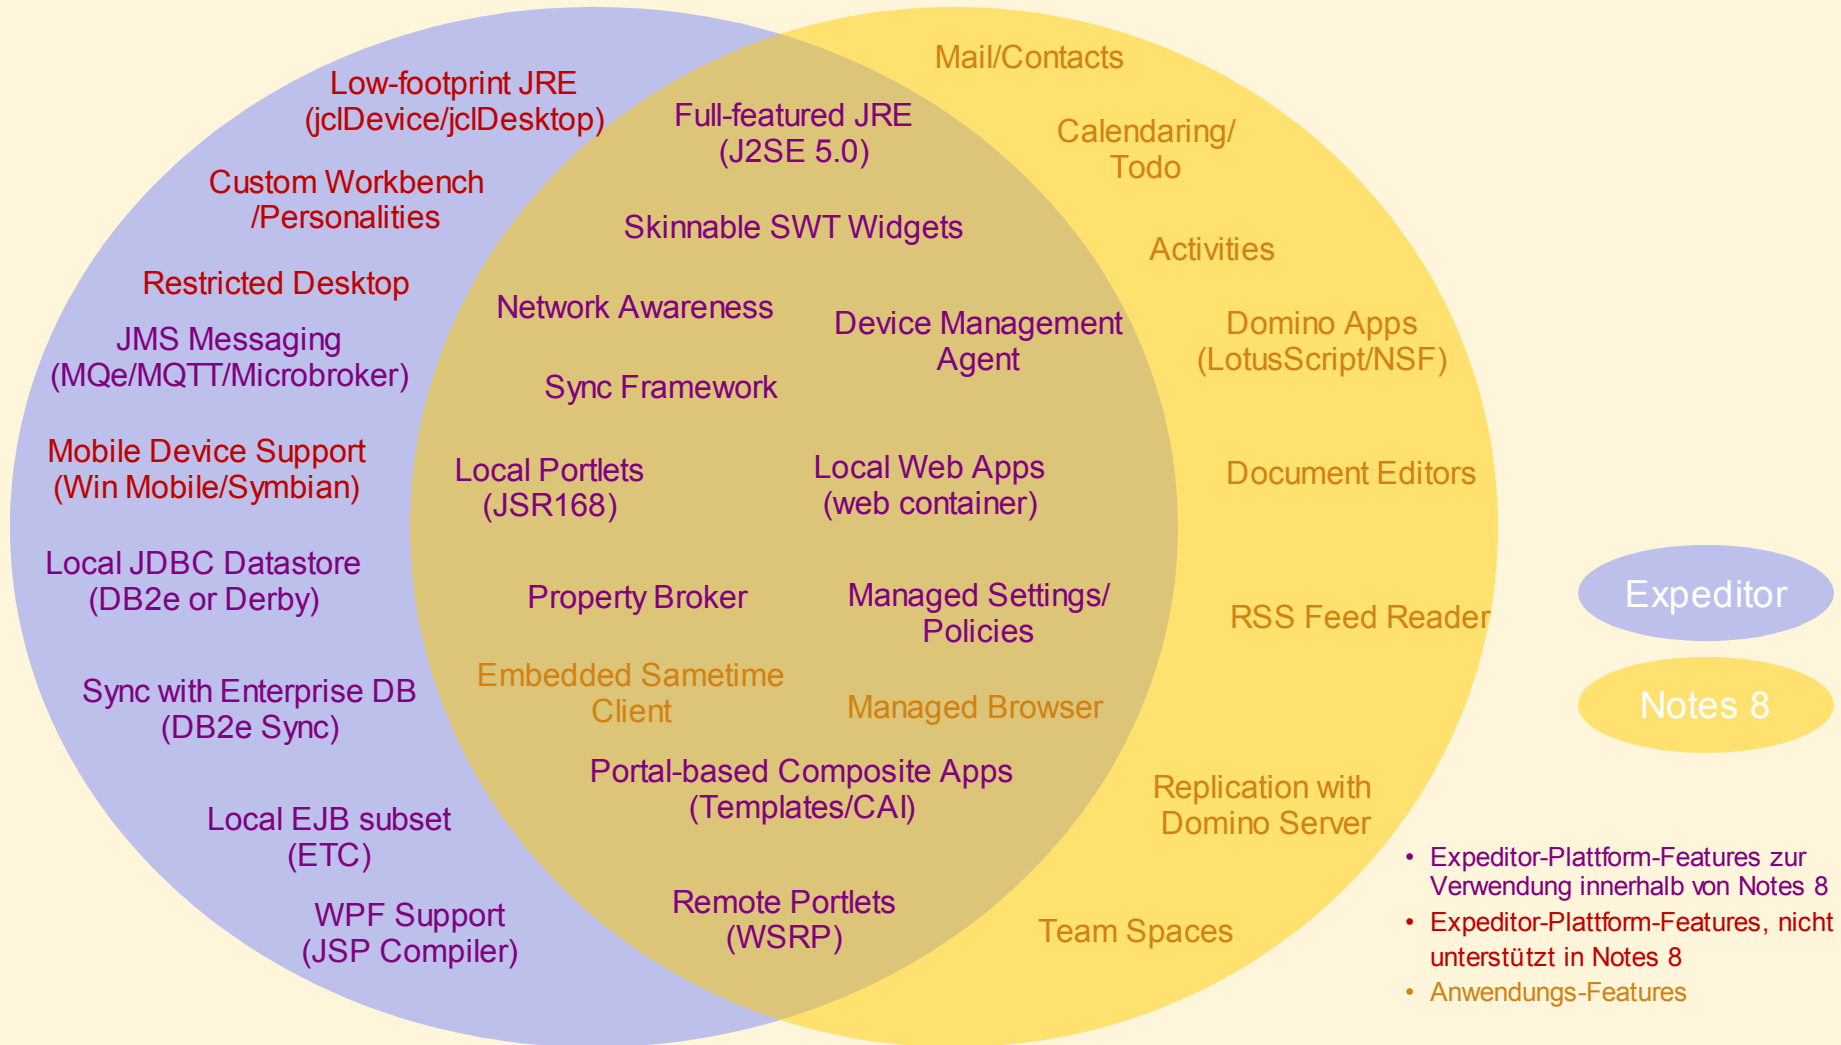 Low-footprint JRE
(jclDevice/jclDesktop)
Custom Workbench
/Personalities
Restricted Desktop
JMS Messaging
(MQe/MQTT/Microbroker)
Mobile Device Support
(Win Mobile/Symbian)
Local JDBC Datastore
(DB2e or Derby)
Sync with Enterprise DB
(DB2e Sync)
Local EJB subset
(ETC)
WPF Support
(JSP Compiler)
Full-featured JRE
(J2SE 5.0)
Skinnable SWT Widgets
Network Awareness
Device Management
Agent
Sync Framework
Local Portlets
(JSR168)
Local Web Apps
(web container)
Property Broker
Managed Settings/
Policies
Embedded Sametime
Client
Managed Browser
Portal-based Composite Apps
(Templates/CAI)
Remote Portlets
(WSRP)
Mail/Contacts
Calendaring/
Todo
Activities
Domino Apps
(LotusScript/NSF)
Document Editors
RSS Feed Reader
Replication with
Domino Server
Team Spaces
Expeditor
Notes 8
• Expeditor-Plattform-Features zur
Verwendung innerhalb von Notes 8
• Expeditor-Plattform-Features, nicht
unterstützt in Notes 8
• Anwendungs-Features